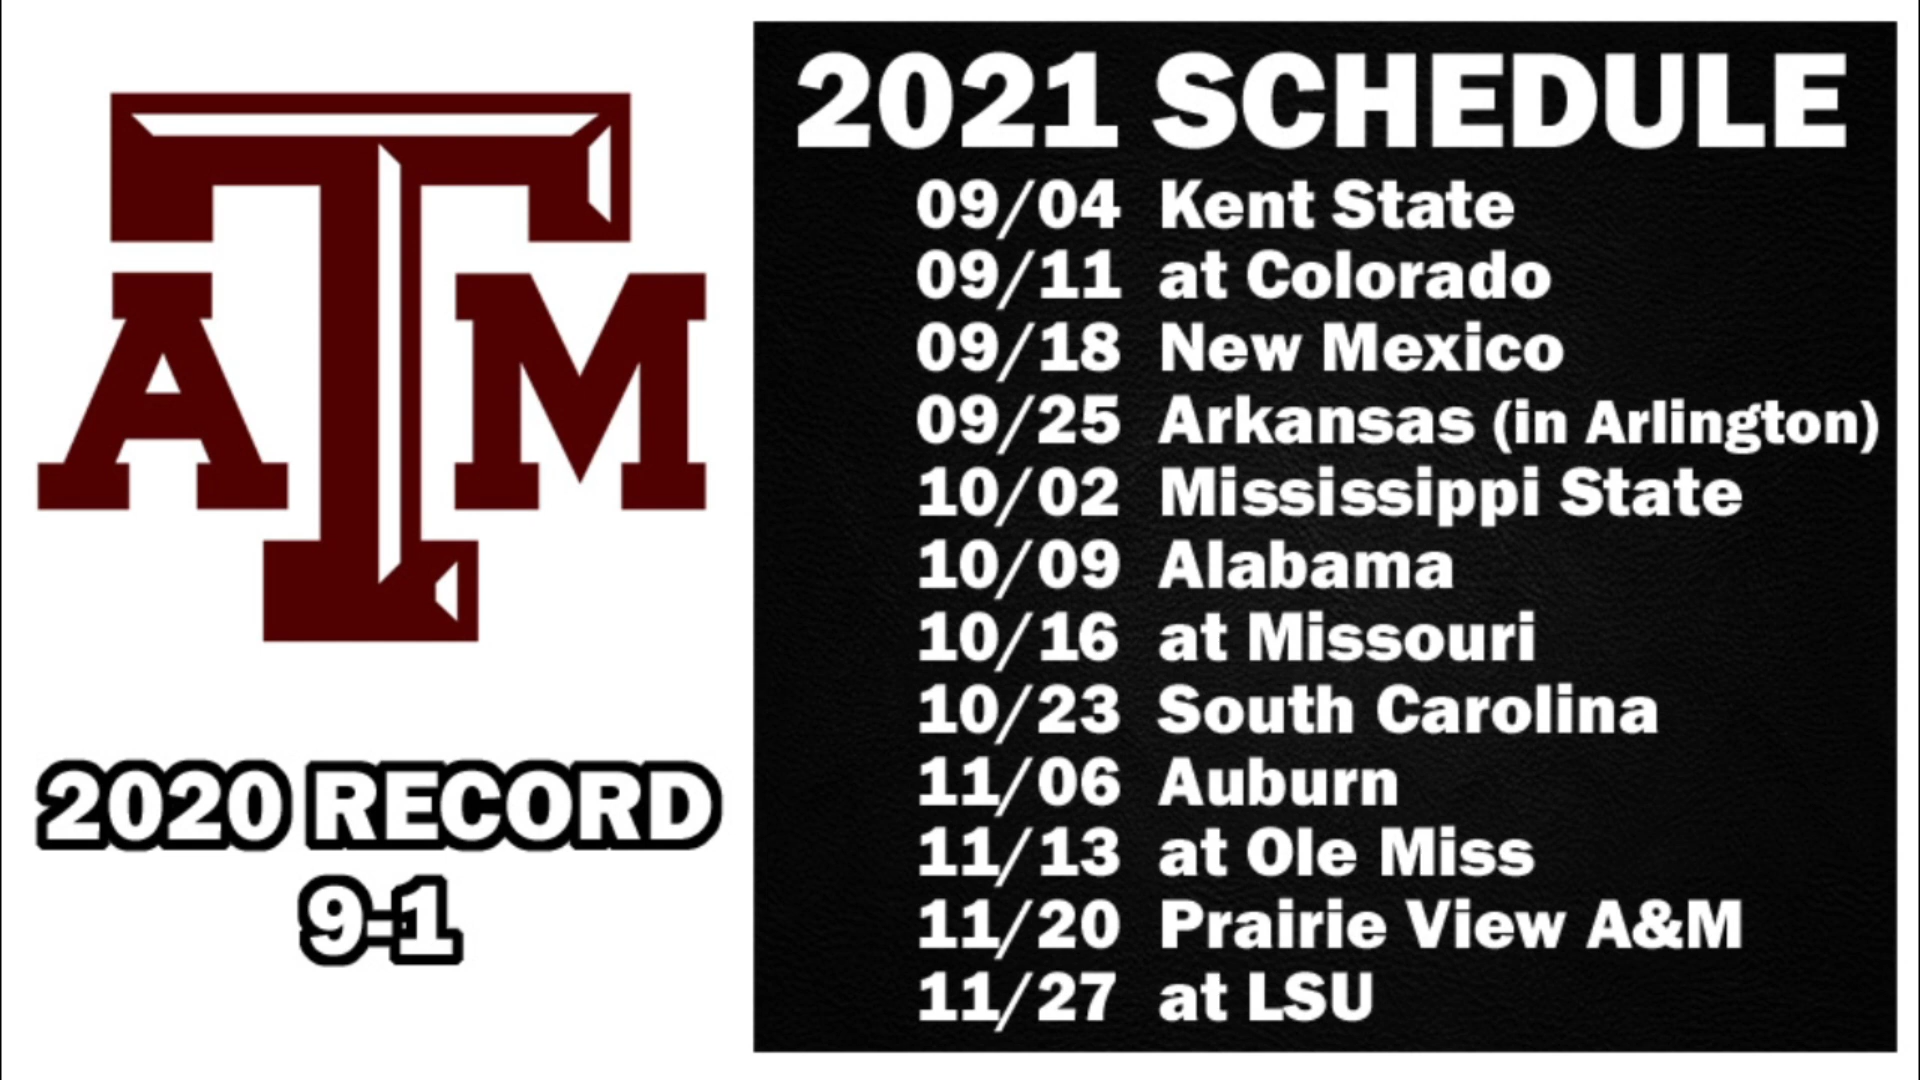 ATM
2020 RECORD
9-1
2021 SCHEDULE
09/04 Kent State
09/11 at Colorado
09/18 New Mexico
09/25 Arkansas (in Arlington)
10/02 Mississippi State
10/09 Alabama
10/16 at Missouri
10/23 South Carolina
11/06 Auburn
11/13 at Ole Miss
11/20 Prairie View A&M
11/27 at LSU